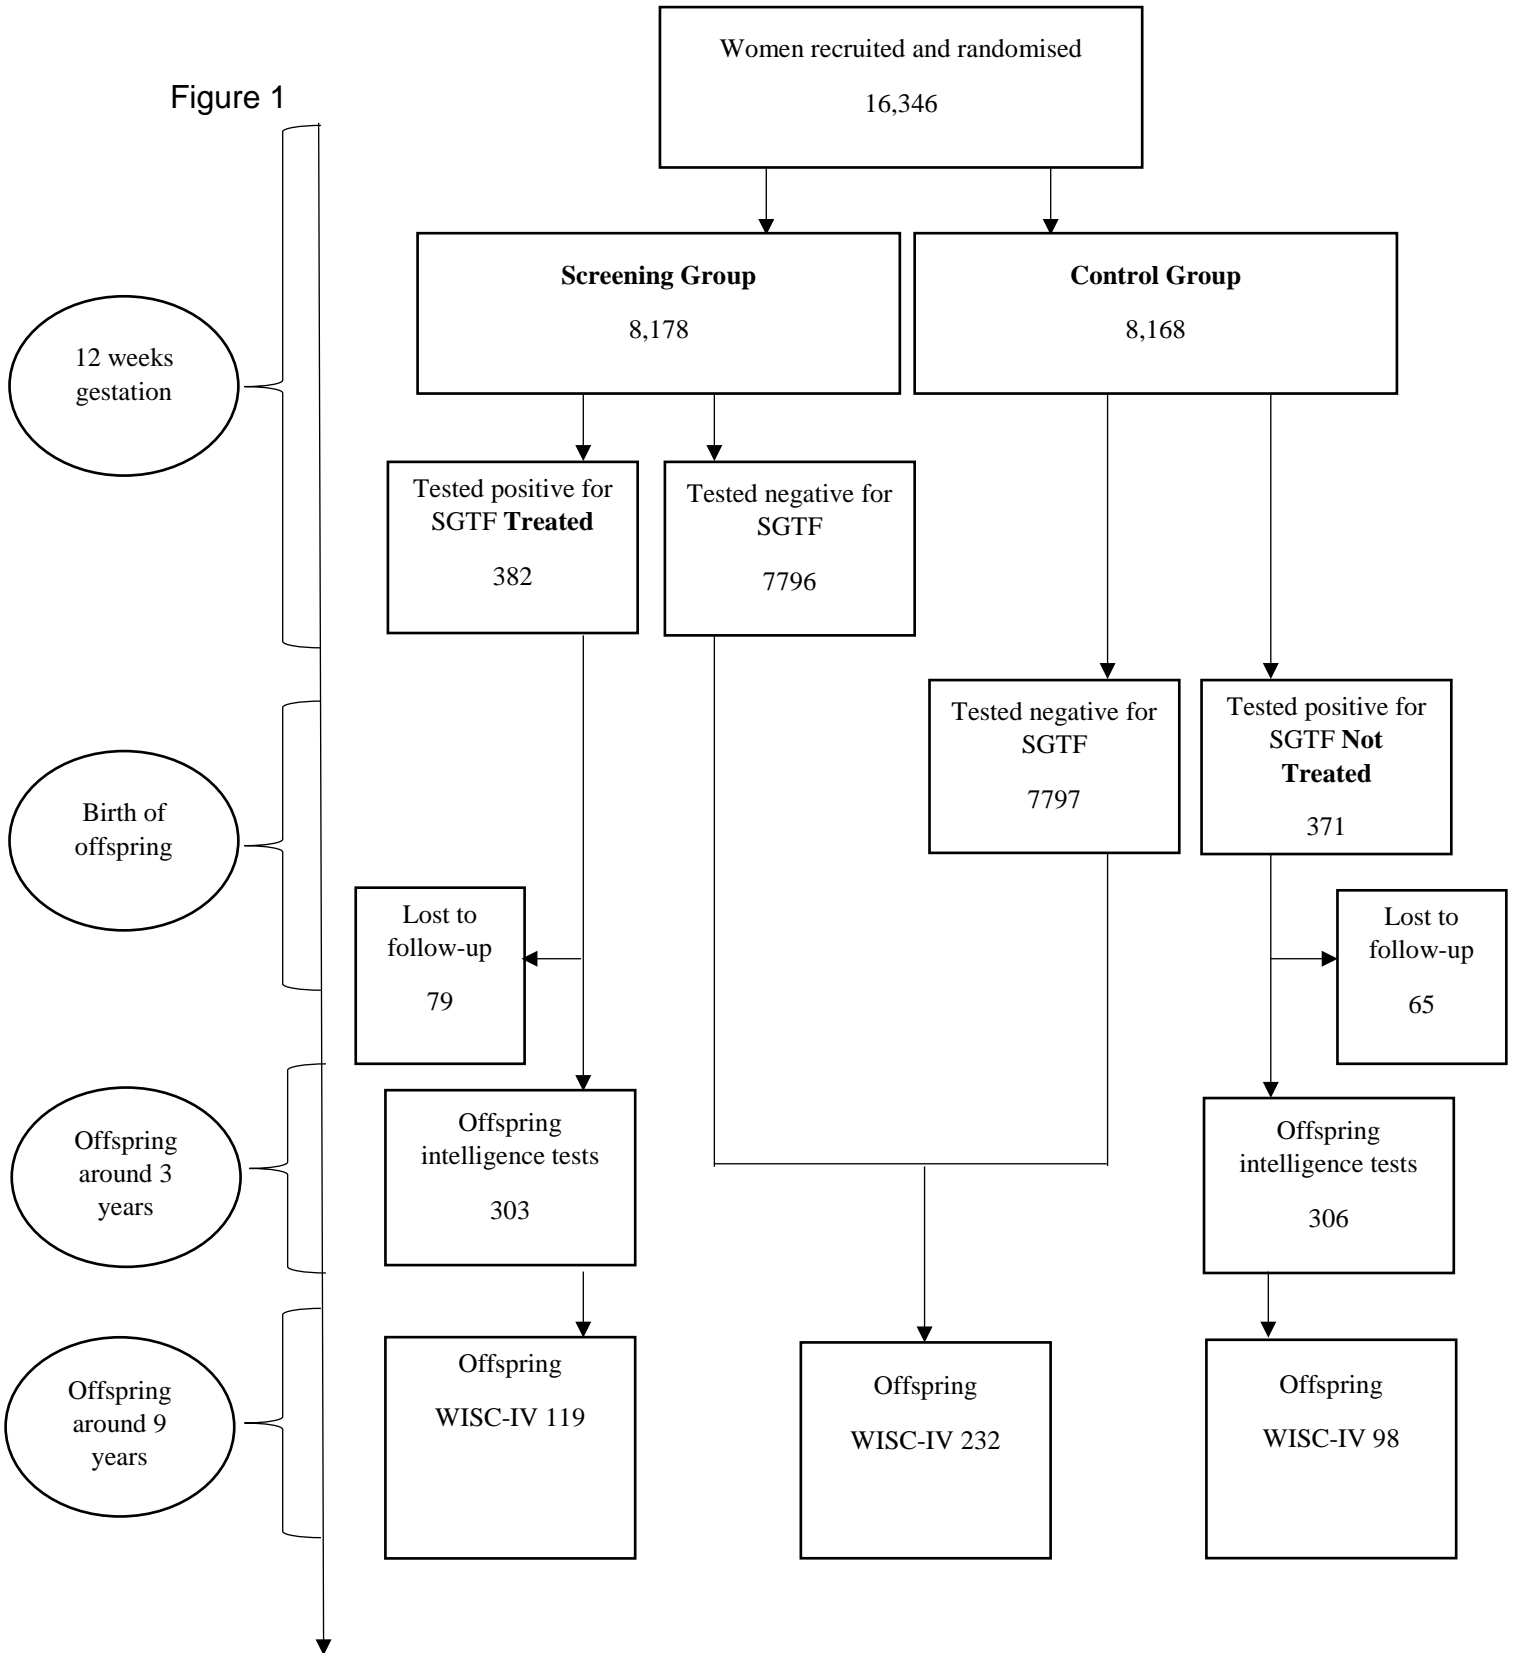 Figure 1
Women recruited and randomised
16,346
Screening Group
8,178
Control Group
8,168
12 weeks
gestation
Tested positive for
SGTF Treated
382
Tested negative for
SGTF
7796
Tested negative for
SGTF
7797
Tested positive for
SGTF Not
Treated
371
Birth of
offspring
Lost to
follow-up
79
Lost to
follow-up
65
Offspring
around 3
years
Offspring
intelligence tests
303
Offspring
intelligence tests
306
Offspring
around 9
years
Offspring
WISC-IV 119
Offspring
WISC-IV 232
Offspring
WISC-IV 98